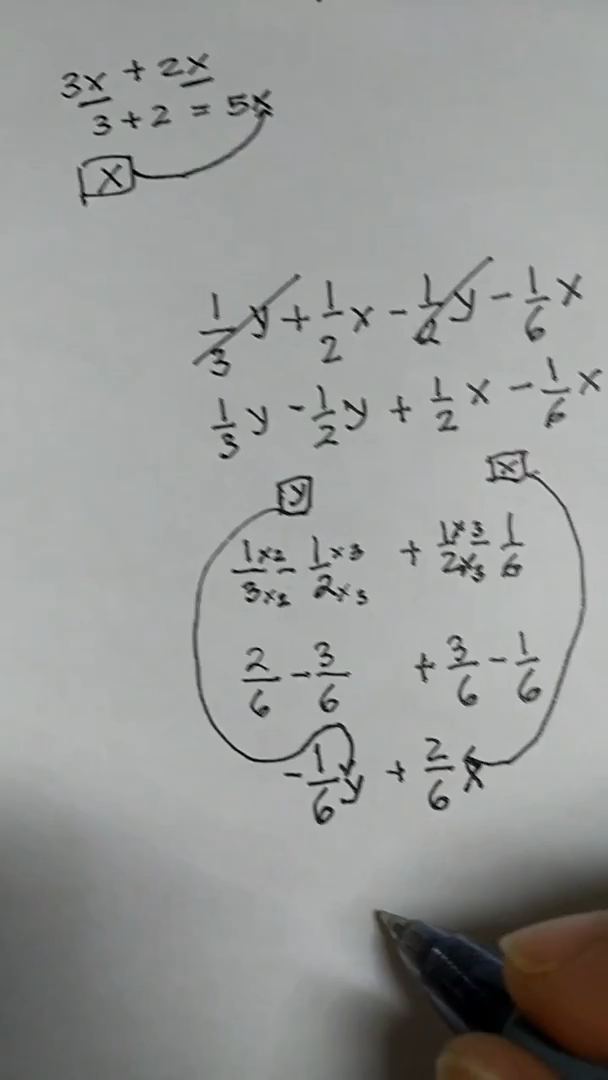 3x + 2x
3 + 2 = 5x
x
1/3 y + 1/2 x - 1/2 y - 1/6 x
1/3 y - 1/2 y + 1/2 x - 1/6 x
y x
1×2/3×2 - 1×3/2×3 + 1×3/2×3 - 1/6
2/6 - 3/6 + 3/6 - 1/6
- 1/6 y + 2/6 x